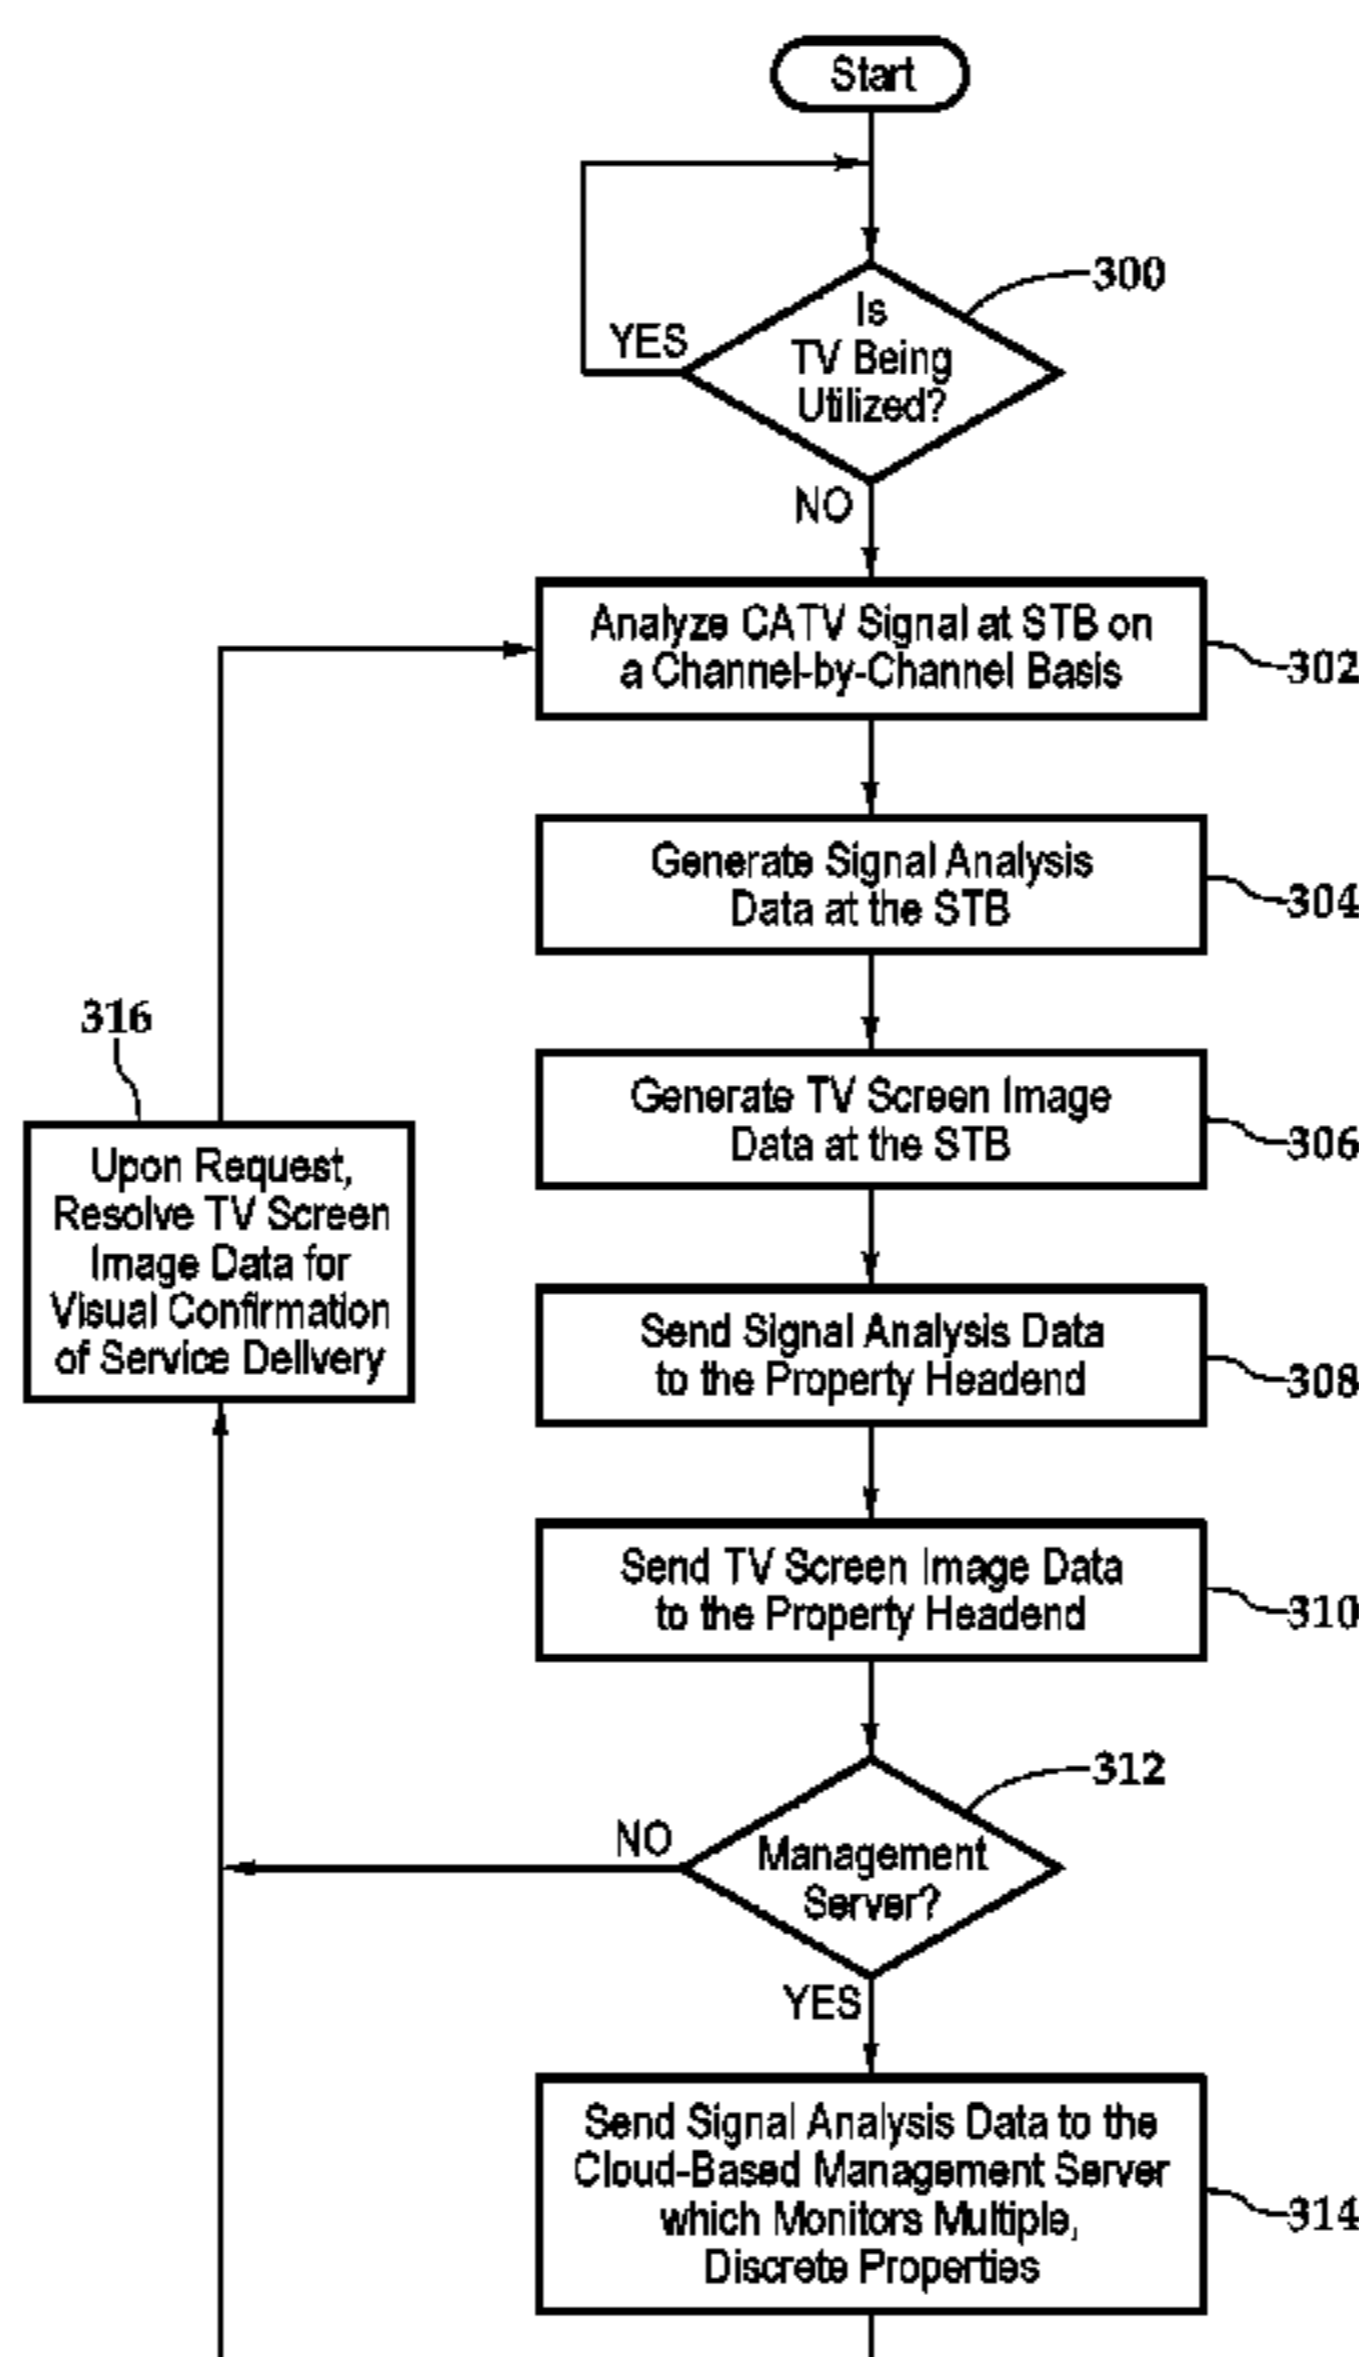 Start
300
Is
TV Being
Utilized?
YES
NO
Analyze CATV Signal at STB on
a Channel-by-Channel Basis
302
Generate Signal Analysis
Data at the STB
304
316
Generate TV Screen Image
Data at the STB
306
Upon Request,
Resolve TV Screen
Image Data for
Visual Confirmation
of Service Delivery
Send Signal Analysis Data
to the Property Headend
308
Send TV Screen Image Data
to the Property Headend
310
312
NO
Management
Server?
YES
Send Signal Analysis Data to the
Cloud-Based Management Server
which Monitors Multiple,
Discrete Properties
314